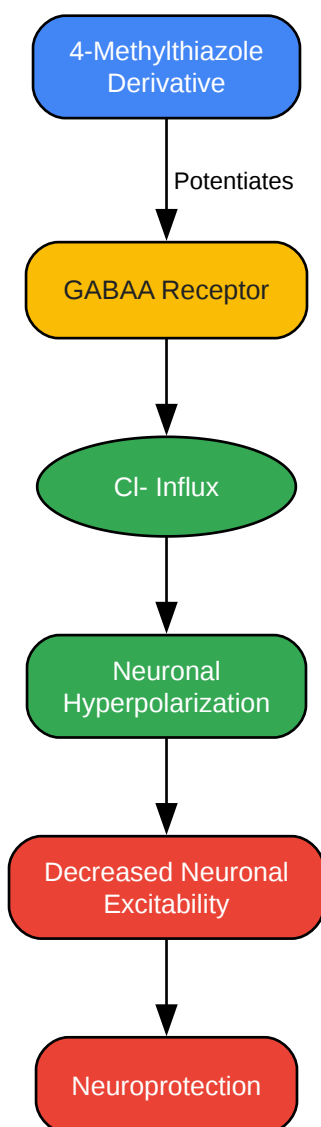 4-Methylthiazole
Derivative
Potentiates
GABAA Receptor
Cl- Influx
Neuronal
Hyperpolarization
Decreased Neuronal
Excitability
Neuroprotection